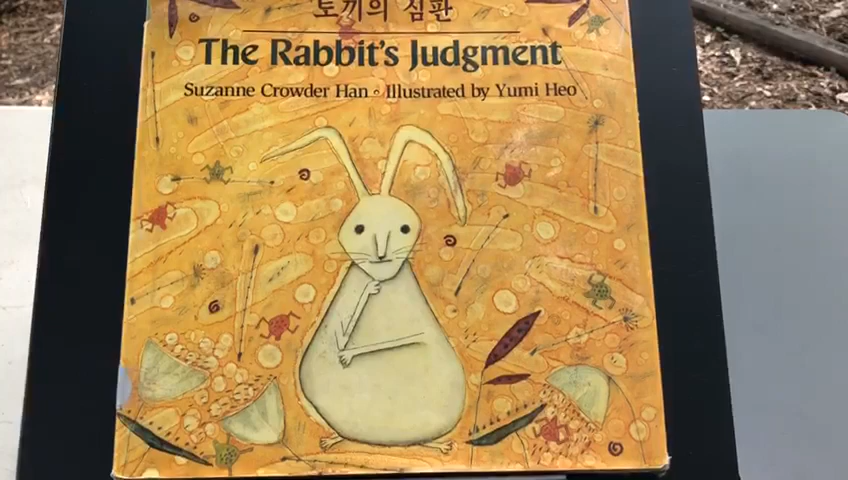 토끼의 심판
The Rabbit's Judgment
Suzanne Crowder Han • Illustrated by Yumi Heo